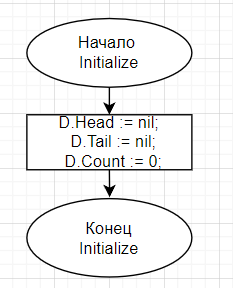 Начало
Initialize
D.Head := nil;
D.Tail := nil;
D.Count := 0;
Конец
Initialize